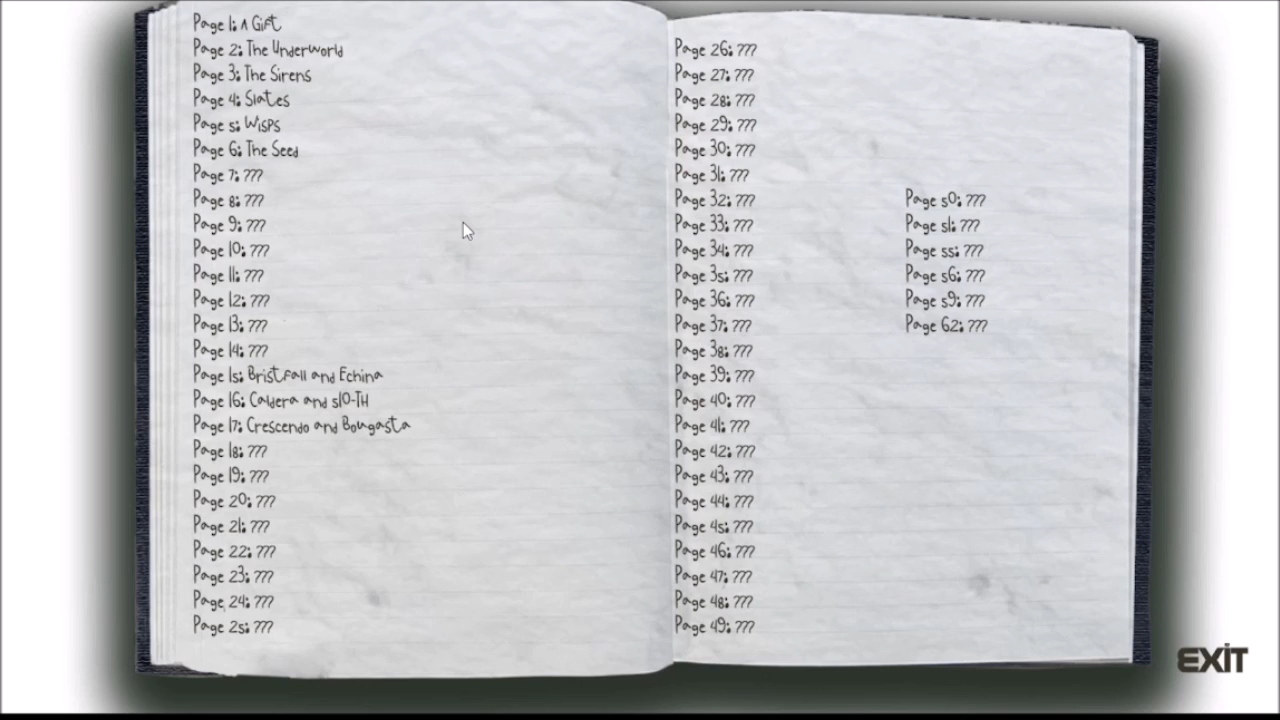 Page 1: A Gift
Page 2: The Underworld
Page 3: The Sirens
Page 4: Slates
Page 5: Wisps
Page 6: The Seed
Page 7: ???
Page 8: ???
Page 9: ???
Page 10: ???
Page 11: ???
Page 12: ???
Page 13: ???
Page 14: ???
Page 15: Bristfall and Echina
Page 16: Caldera and 510-TH
Page 17: Crescendo and Bougasta
Page 18: ???
Page 19: ???
Page 20: ???
Page 21: ???
Page 22: ???
Page 23: ???
Page 24: ???
Page 25: ???
Page 26: ???
Page 27: ???
Page 28: ???
Page 29: ???
Page 30: ???
Page 31: ???
Page 32: ???
Page 33: ???
Page 34: ???
Page 35: ???
Page 36: ???
Page 37: ???
Page 38: ???
Page 39: ???
Page 40: ???
Page 41: ???
Page 42: ???
Page 43: ???
Page 44: ???
Page 45: ???
Page 46: ???
Page 47: ???
Page 48: ???
Page 49: ???
Page 50: ???
Page 51: ???
Page 55: ???
Page 56: ???
Page 59: ???
Page 62: ???
EXIT